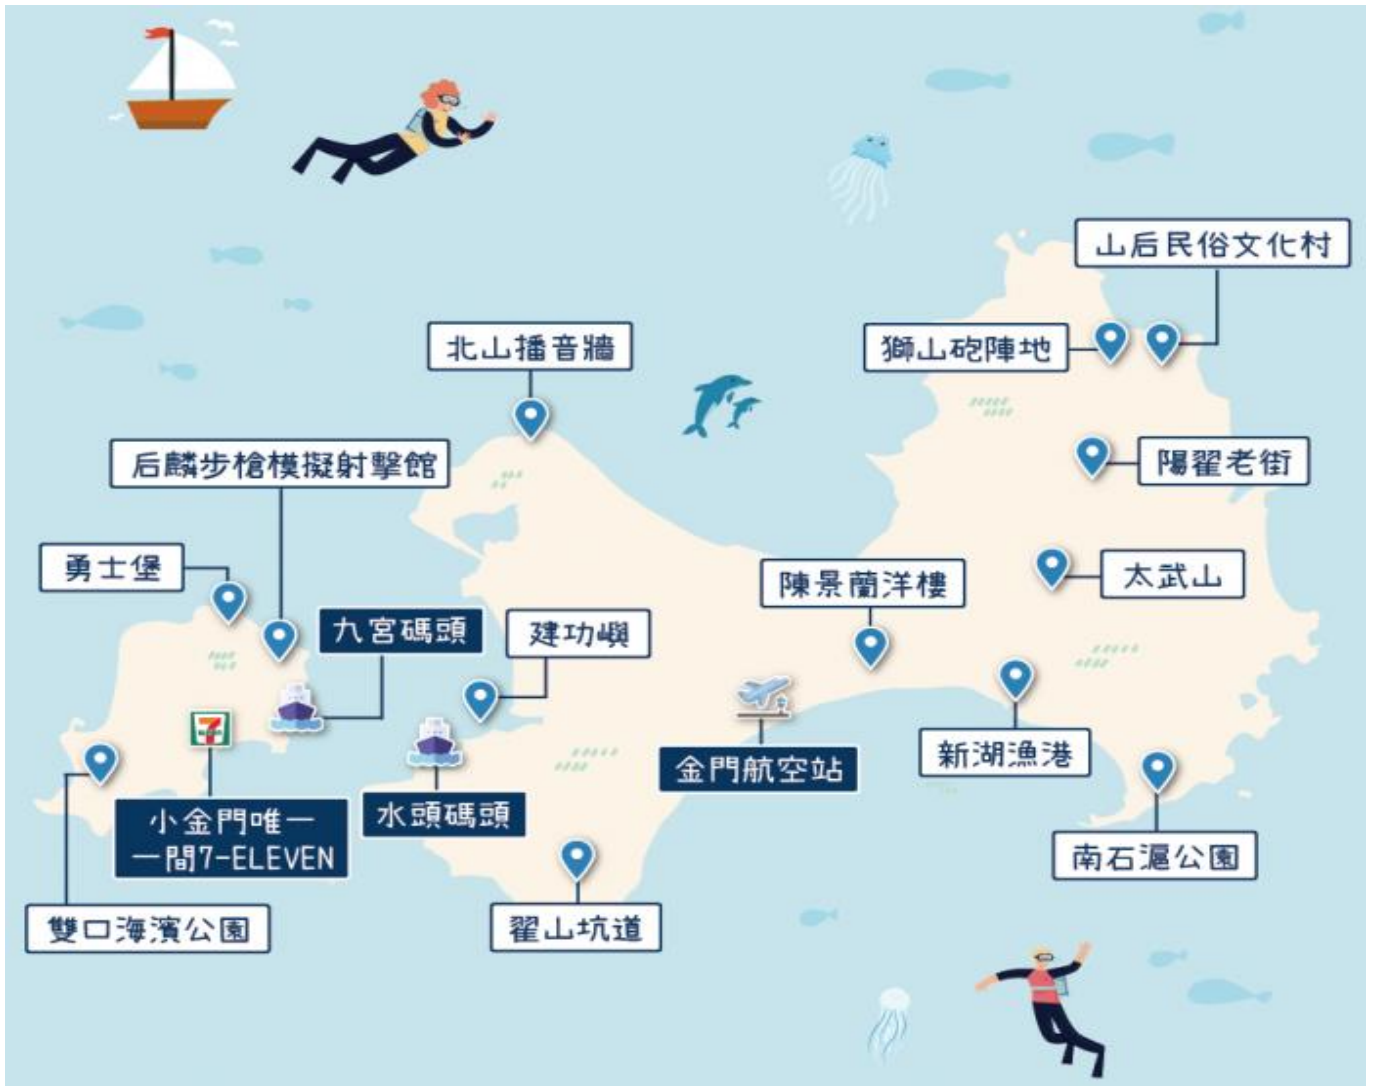 山后民俗文化村
北山播音牆
獅山砲陣地
后麟步槍模擬射擊館
陽翟老街
勇士堡
陳景蘭洋樓
太武山
九宮碼頭
建功嶼
新湖漁港
金門航空站
水頭碼頭
小金門唯一
一間7-ELEVEN
南石滬公園
雙口海濱公園
翟山坑道